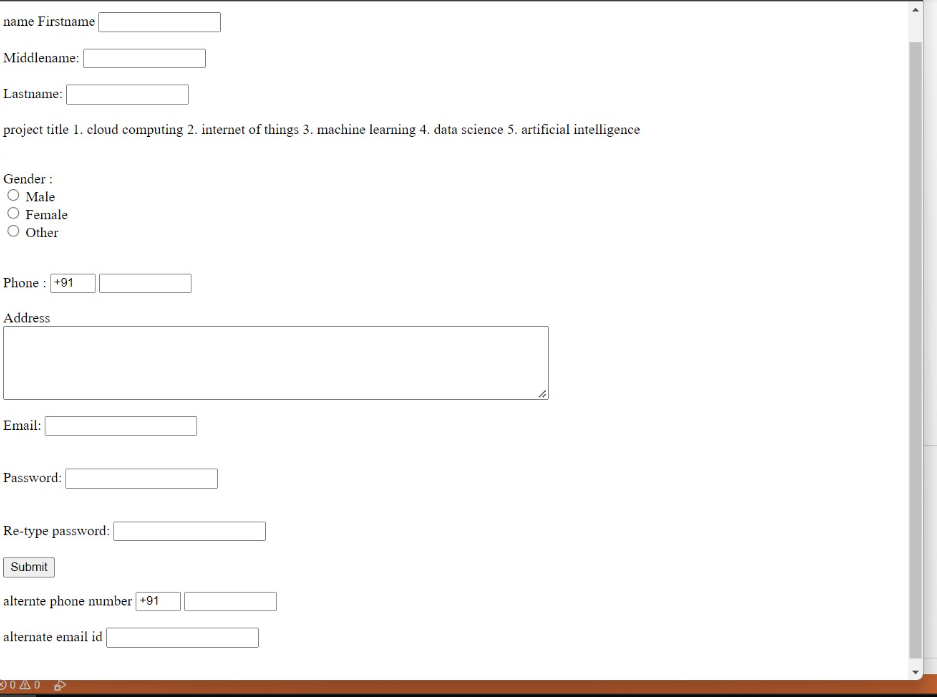 name Firstname
Middlename:
Lastname:
project title 1. cloud computing 2. internet of things 3. machine learning 4. data science 5. artificial intelligence
Gender :
Male
Female
Other
Phone : +91
Address
Email:
Password:
Re-type password:
Submit
alternte phone number +91
alternate email id
0 0